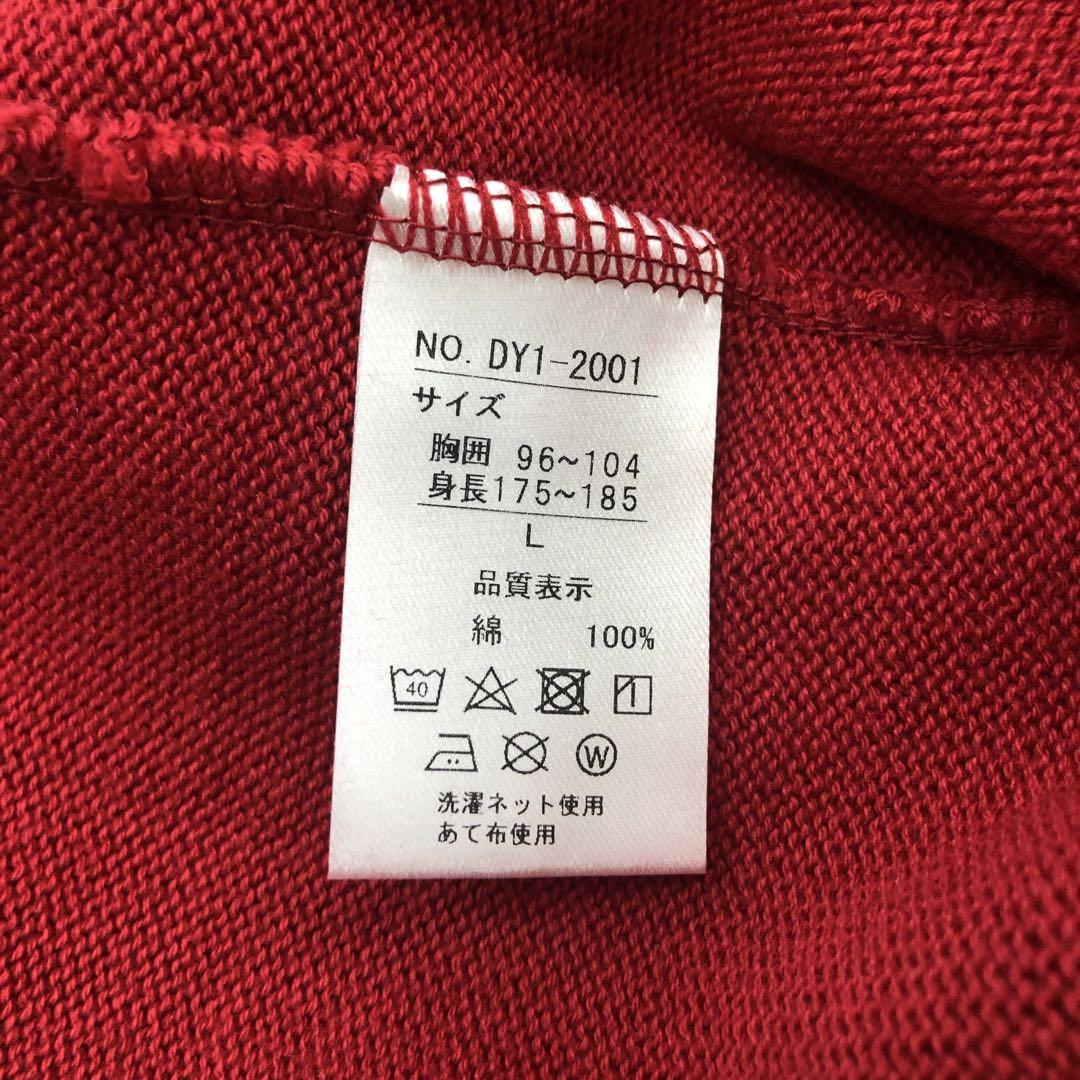 NO. DY1-2001
サイズ
胸囲 96~104
身長175~185
L
品質表示
綿 100%
40
W
洗濯ネット使用
あて布使用